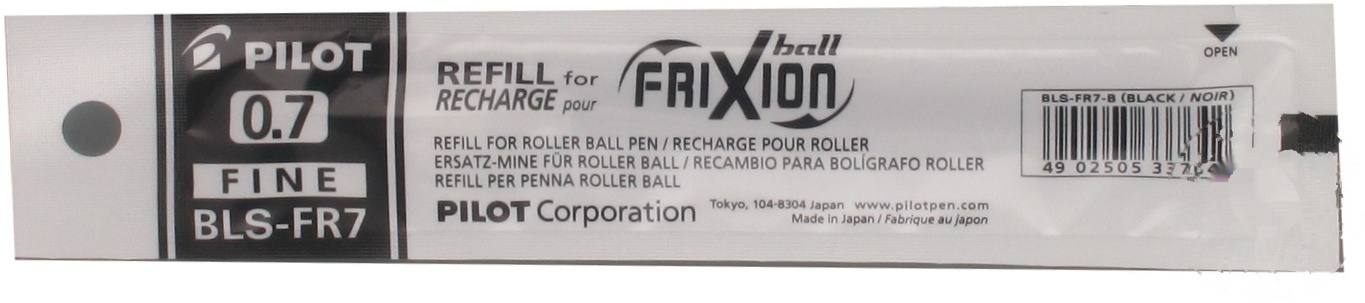 PILOT
0.7
FINE
BLS-FR7
REFILL for
RECHARGE pour
FRIXION ball
REFILL FOR ROLLER BALL PEN / RECHARGE POUR ROLLER
ERSATZ-MINE FÜR ROLLER BALL / RECAMBIO PARA BOLÍGRAFO ROLLER
REFILL PER PENNA ROLLER BALL
PILOT Corporation
Tokyo, 104-8304 Japan www.pilotpen.com
Made in Japan / Fabrique au japon
OPEN
BLS-FR7-B (BLACK / NOIR)
49 02505